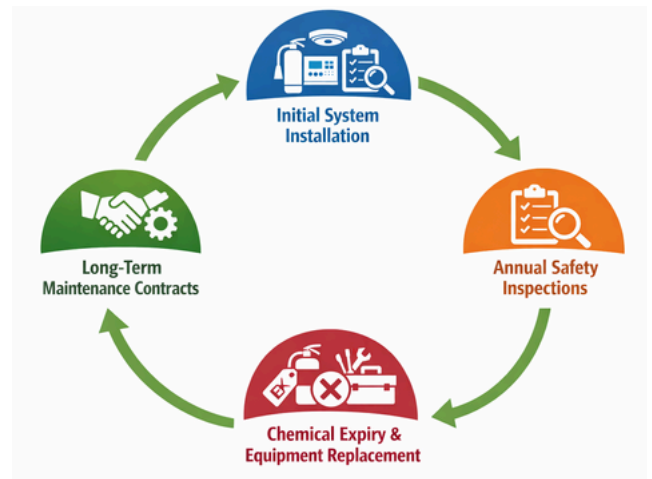 Initial System
Installation
Annual Safety
Inspections
Chemical Expiry &
Equipment Replacement
Long-Term
Maintenance Contracts